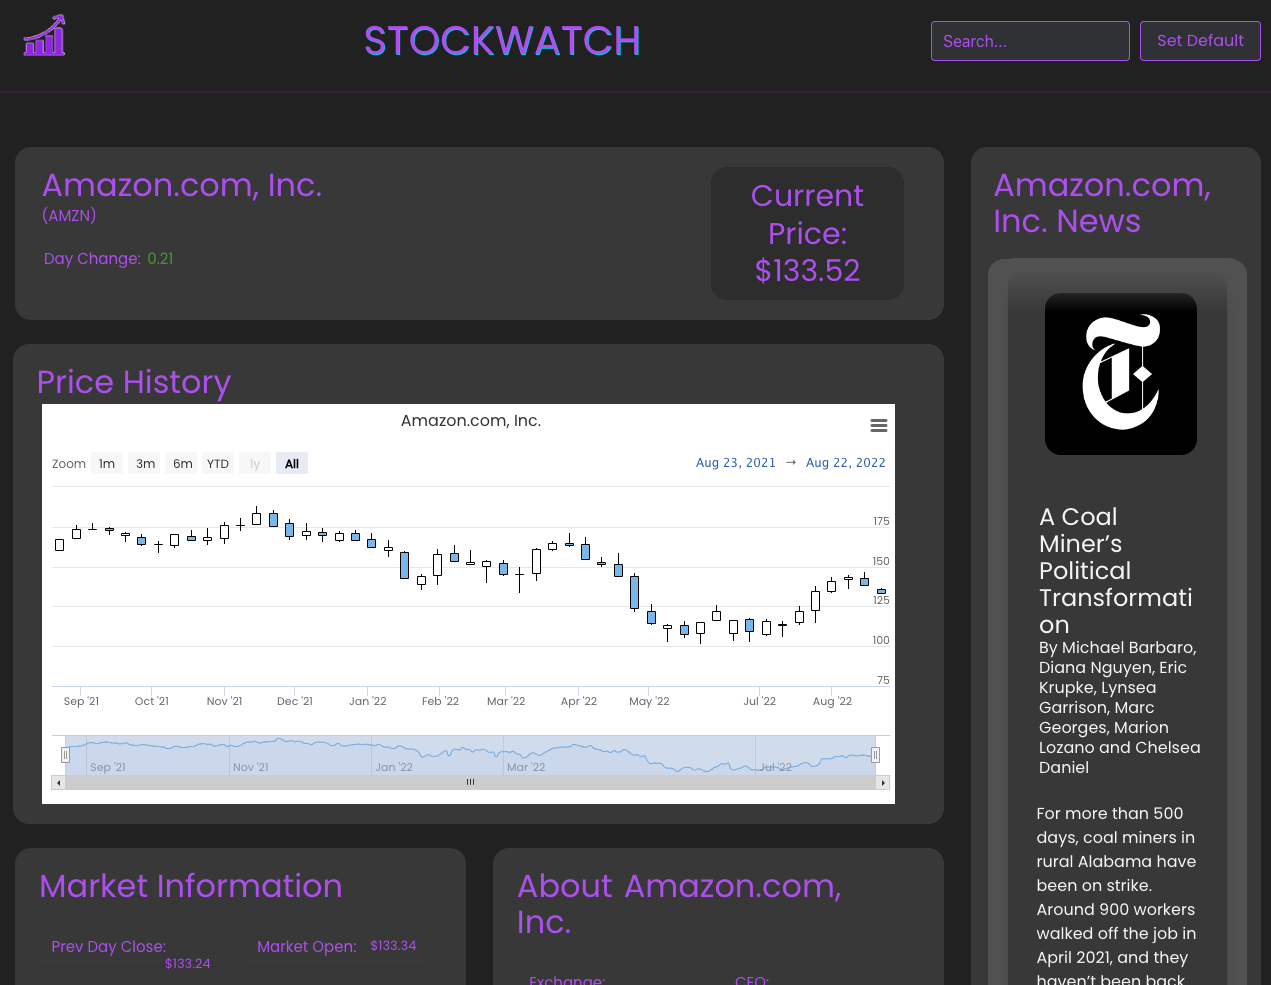 STOCKWATCH
Search...
Set Default
Amazon.com, Inc.
(AMZN)
Day Change: 0.21
Current
Price:
$133.52
Price History
Amazon.com, Inc.
Zoom 1m 3m 6m YTD 1y All
Aug 23, 2021 → Aug 22, 2022
175
150
125
100
75
Sep '21 Oct '21 Nov '21 Dec '21 Jan '22 Feb '22 Mar '22 Apr '22 May '22 Jul '22 Aug '22
Sep '21 Nov '21 Jan '22 Mar '22 Jul '22
Market Information
Prev Day Close:
$133.24
Market Open: $133.34
About Amazon.com,
Inc.
Exchange:
CEO:
Amazon.com,
Inc. News
A Coal
Miner’s
Political
Transformati
on
By Michael Barbaro,
Diana Nguyen, Eric
Krupke, Lynsea
Garrison, Marc
Georges, Marion
Lozano and Chelsea
Daniel
For more than 500
days, coal miners in
rural Alabama have
been on strike.
Around 900 workers
walked off the job in
April 2021, and they
haven’t been back